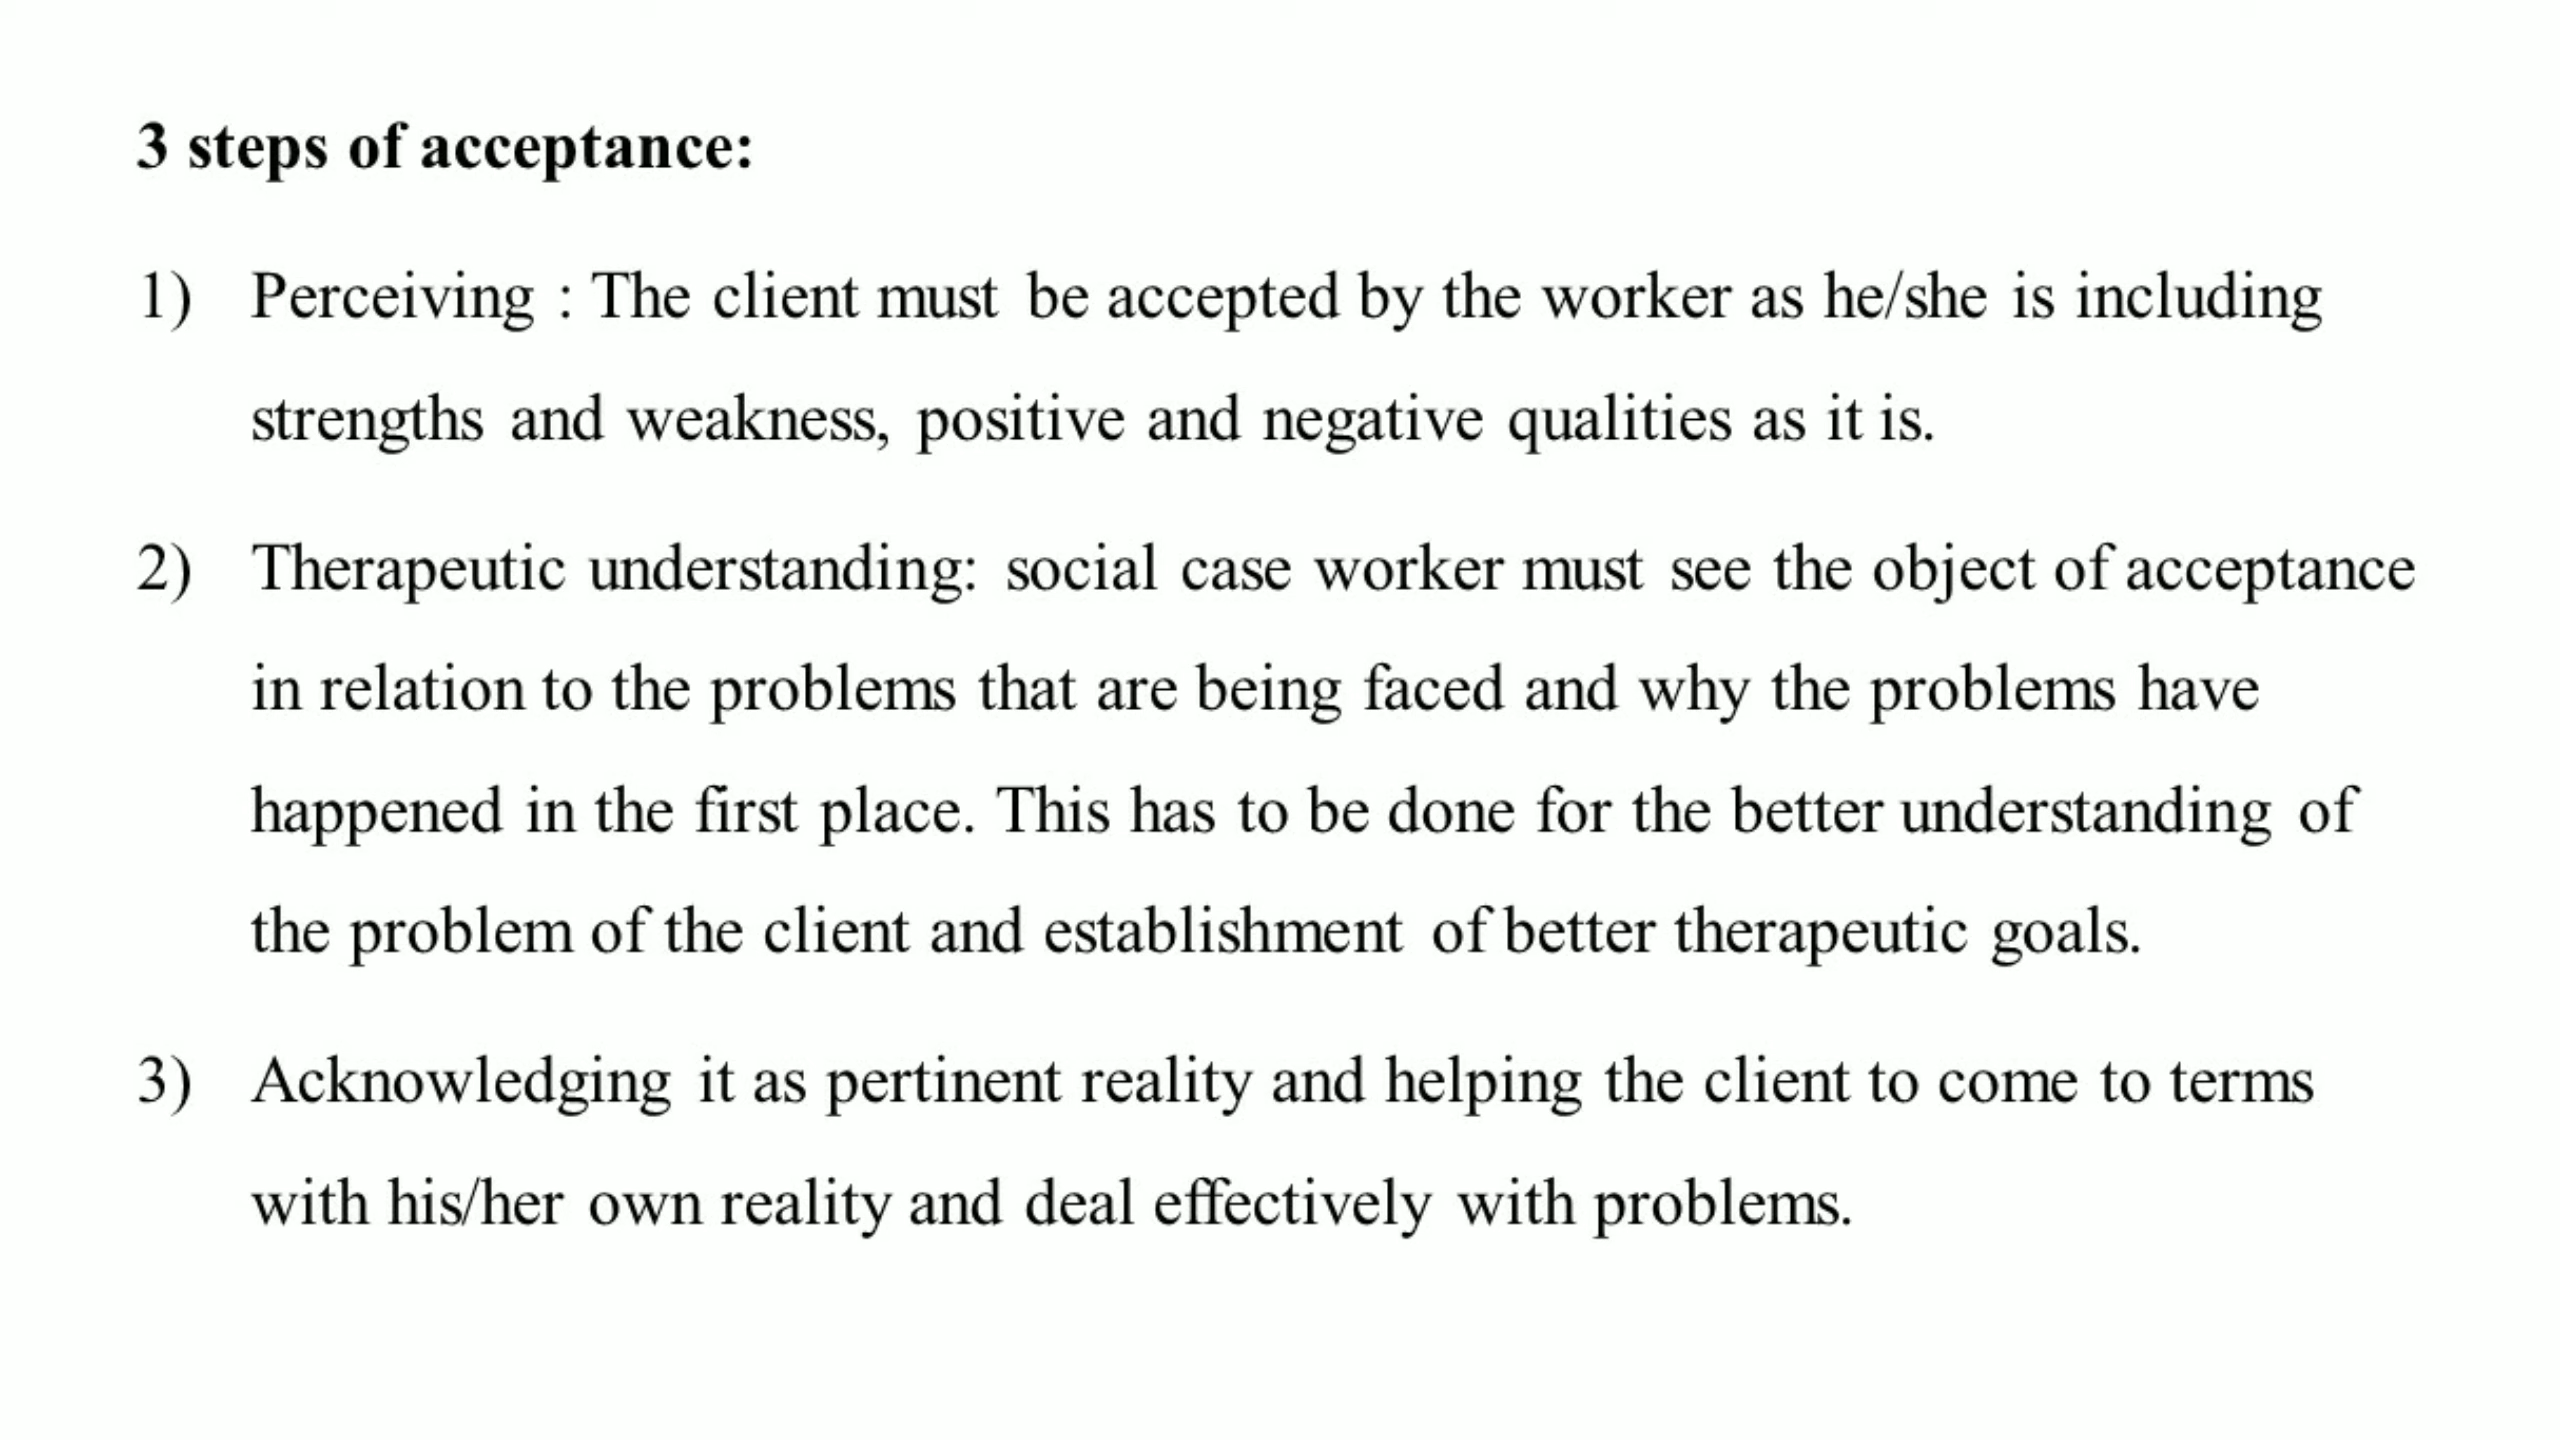 3 steps of acceptance:
1) Perceiving : The client must be accepted by the worker as he/she is including
strengths and weakness, positive and negative qualities as it is.
2) Therapeutic understanding: social case worker must see the object of acceptance
in relation to the problems that are being faced and why the problems have
happened in the first place. This has to be done for the better understanding of
the problem of the client and establishment of better therapeutic goals.
3) Acknowledging it as pertinent reality and helping the client to come to terms
with his/her own reality and deal effectively with problems.